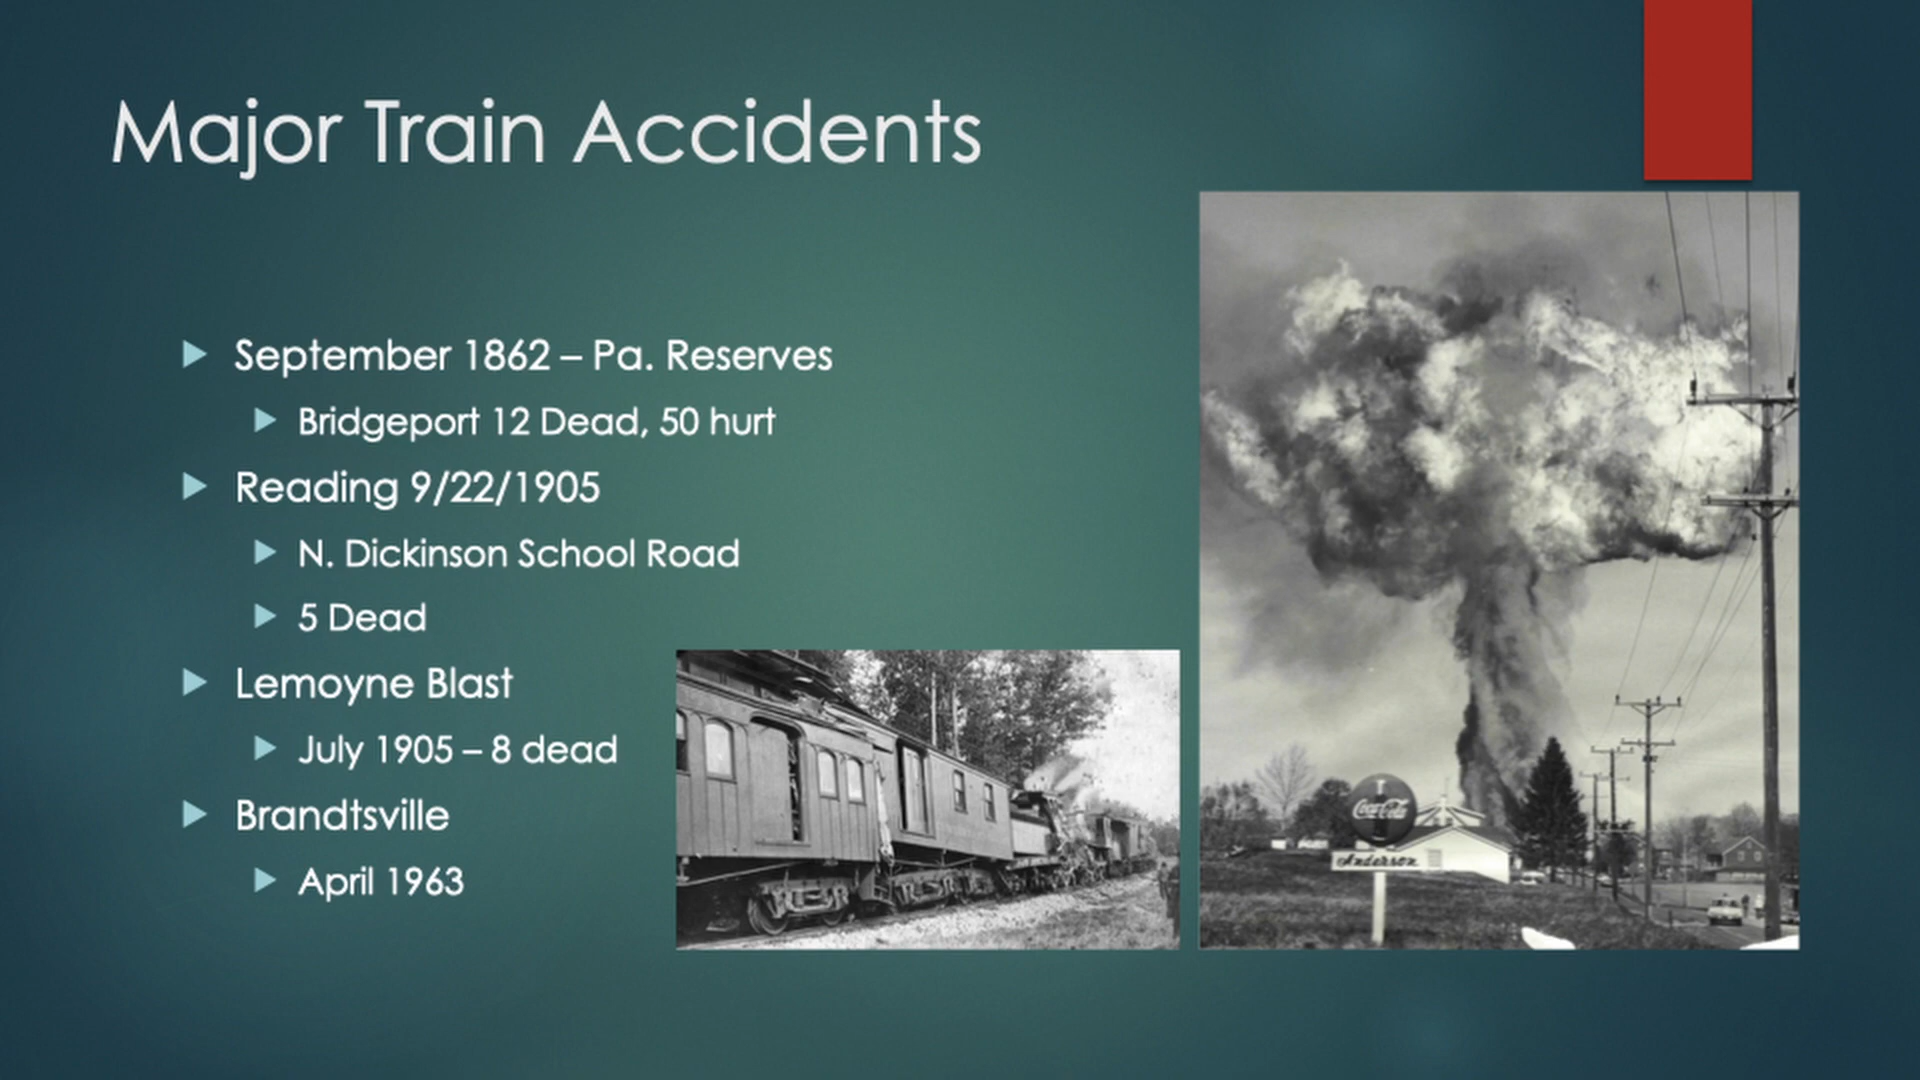 Major Train Accidents
September 1862 – Pa. Reserves
Bridgeport 12 Dead, 50 hurt
Reading 9/22/1905
N. Dickinson School Road
5 Dead
Lemoyne Blast
July 1905 – 8 dead
Brandtsville
April 1963
Coca-Cola
Anderson